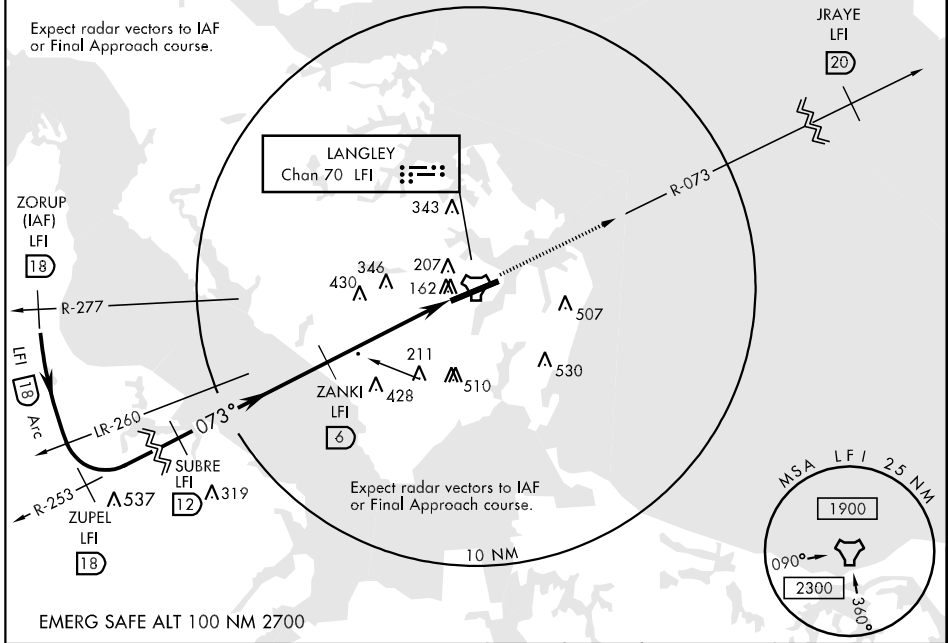 Expect radar vectors to IAF
or Final Approach course.
JRAYE
LFI
20
LANGLEY
Chan 70 LFI
R-073
343
ZORUP
(IAF)
LFI
18
346
207
430
162
R-277
507
LFI
18
Arc
211
530
ZANKI
LFI
6
428
510
LR-260
073°
SUBRE
LFI
12
319
R-253
537
ZUPEL
LFI
18
Expect radar vectors to IAF
or Final Approach course.
10 NM
MSA LFI 25 NM
1900
090°
2300
360°
EMERG SAFE ALT 100 NM 2700